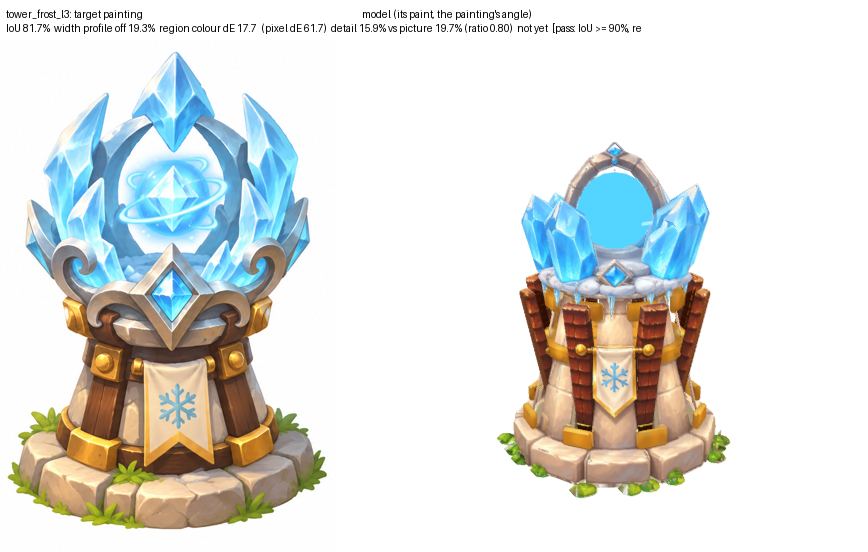 tower_frost_l3: target painting
model (its paint, the painting's angle)
IoU 81.7% width profile off 19.3% region colour dE 17.7 (pixel dE 61.7) detail 15.9% vs picture 19.7% (ratio 0.80) not yet [pass: IoU >= 90%, re